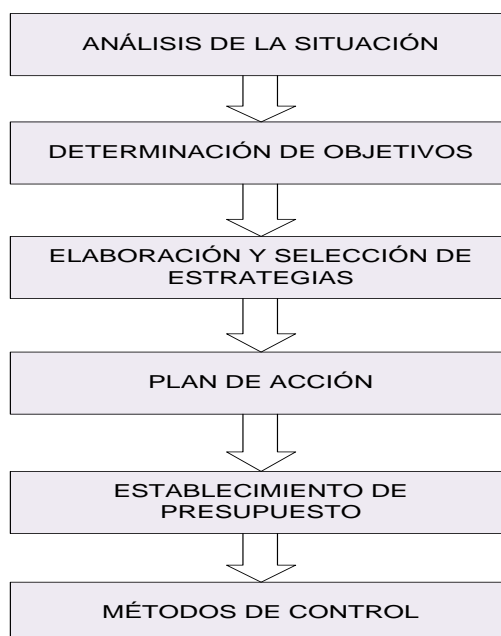 ANÁLISIS DE LA SITUACIÓN
DETERMINACIÓN DE OBJETIVOS
ELABORACIÓN Y SELECCIÓN DE
ESTRATEGIAS
PLAN DE ACCIÓN
ESTABLECIMIENTO DE
PRESUPUESTO
MÉTODOS DE CONTROL